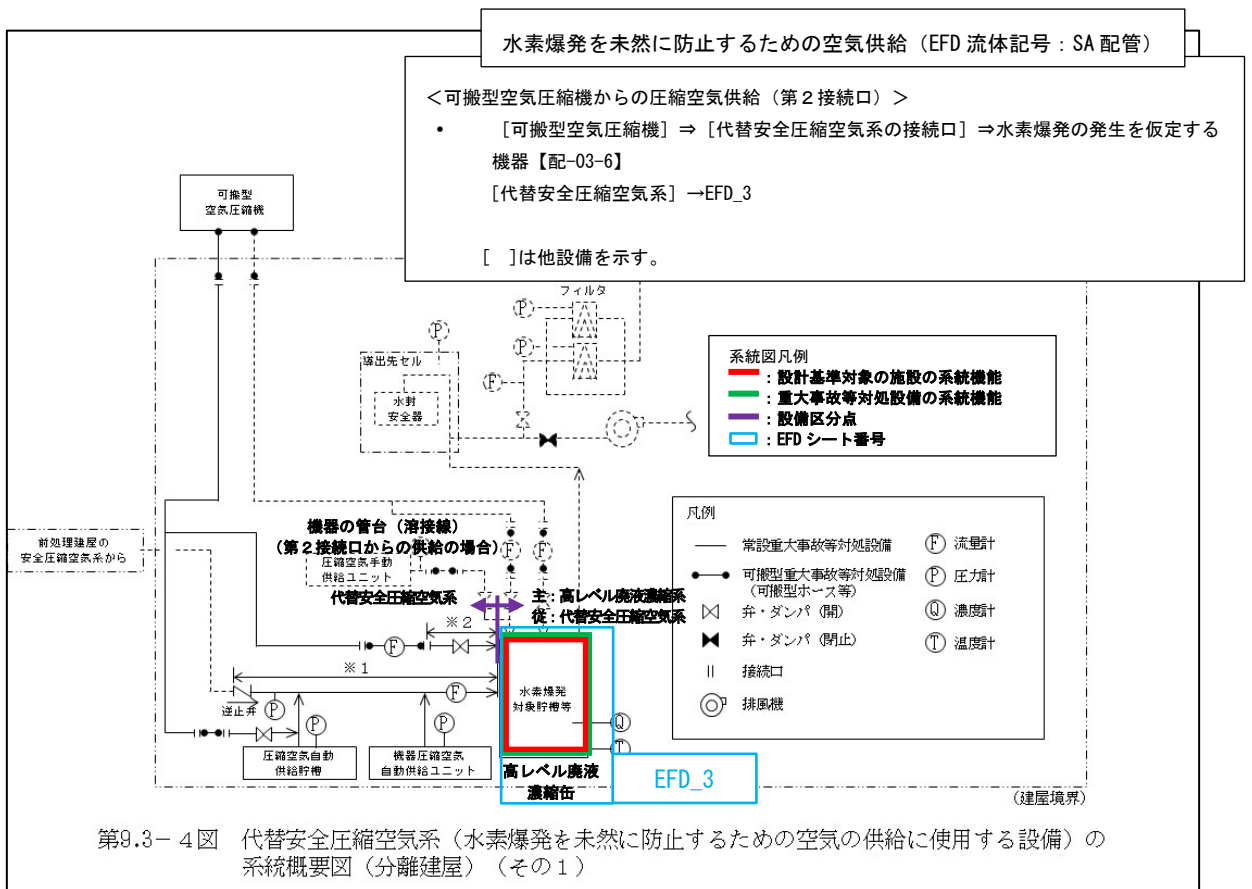 水素爆発を未然に防止するための空気供給（EFD 流体記号：SA 配管）
＜可搬型空気圧縮機からの圧縮空気供給（第２接続口）＞
• ［可搬型空気圧縮機］⇒［代替安全圧縮空気系の接続口］⇒水素爆発の発生を仮定する
機器【配-03-6】
［代替安全圧縮空気系］→EFD_3
［　］は他設備を示す。
可搬型
空気圧縮機
フィルタ
P
P
P
F
導出先セル
水封
安全器
系統図凡例
：設計基準対象の施設の系統機能
：重大事故等対処設備の系統機能
：設備区分点
：EFD シート番号
凡例
常設重大事故等対処設備
可搬型重大事故等対処設備
（可搬型ホース等）
弁・ダンパ（開）
弁・ダンパ（閉止）
接続口
排風機
F 流量計
P 圧力計
Q 濃度計
T 温度計
前処理建屋の
安全圧縮空気系から
機器の管台（溶接線）
（第２接続口からの供給の場合）
圧縮空気手動
供給ユニット
代替安全圧縮空気系
F
F
主：高レベル廃液濃縮系
従：代替安全圧縮空気系
※２
F
※１
逆止弁
P
F
水素爆発
対象貯槽等
Q
T
P
P
圧縮空気自動
供給貯槽
機器圧縮空気
自動供給ユニット
高レベル廃液
濃縮缶
EFD_3
（建屋境界）
第9.3－４図　代替安全圧縮空気系（水素爆発を未然に防止するための空気の供給に使用する設備）の
系統概要図（分離建屋）（その１）